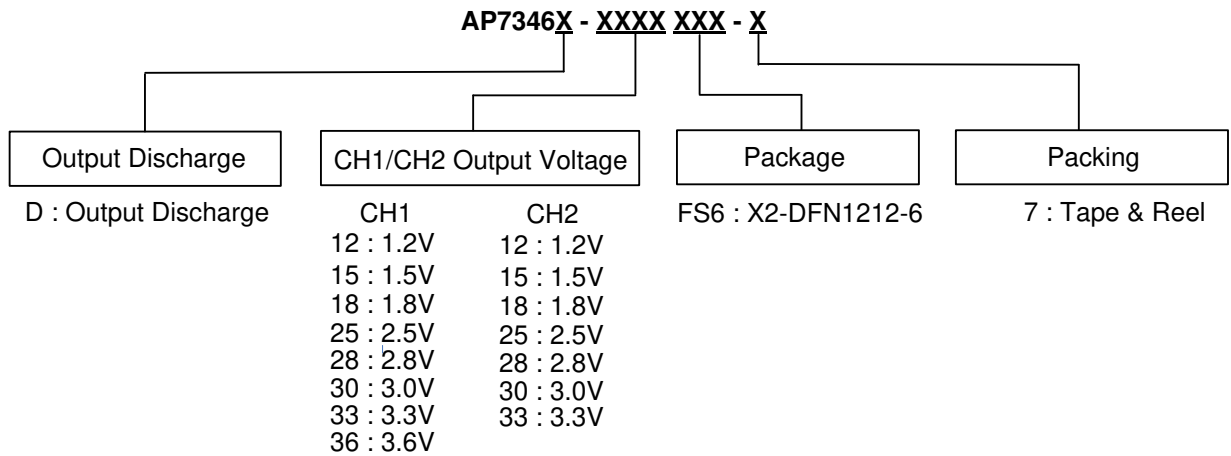 AP7346X - XXXX XXX - X
Output Discharge
D : Output Discharge
CH1/CH2 Output Voltage
CH1
12 : 1.2V
15 : 1.5V
18 : 1.8V
25 : 2.5V
28 : 2.8V
30 : 3.0V
33 : 3.3V
36 : 3.6V
CH2
12 : 1.2V
15 : 1.5V
18 : 1.8V
25 : 2.5V
28 : 2.8V
30 : 3.0V
33 : 3.3V
Package
FS6 : X2-DFN1212-6
Packing
7 : Tape & Reel